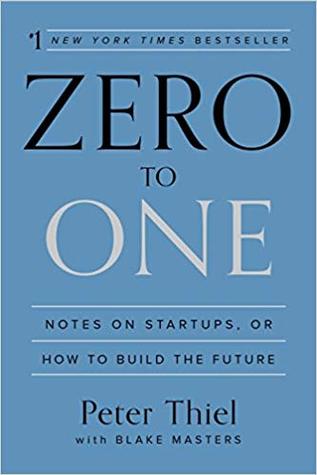 #1 NEW YORK TIMES BESTSELLER
ZERO
TO
ONE
NOTES ON STARTUPS, OR
HOW TO BUILD THE FUTURE
Peter Thiel
with BLAKE MASTERS